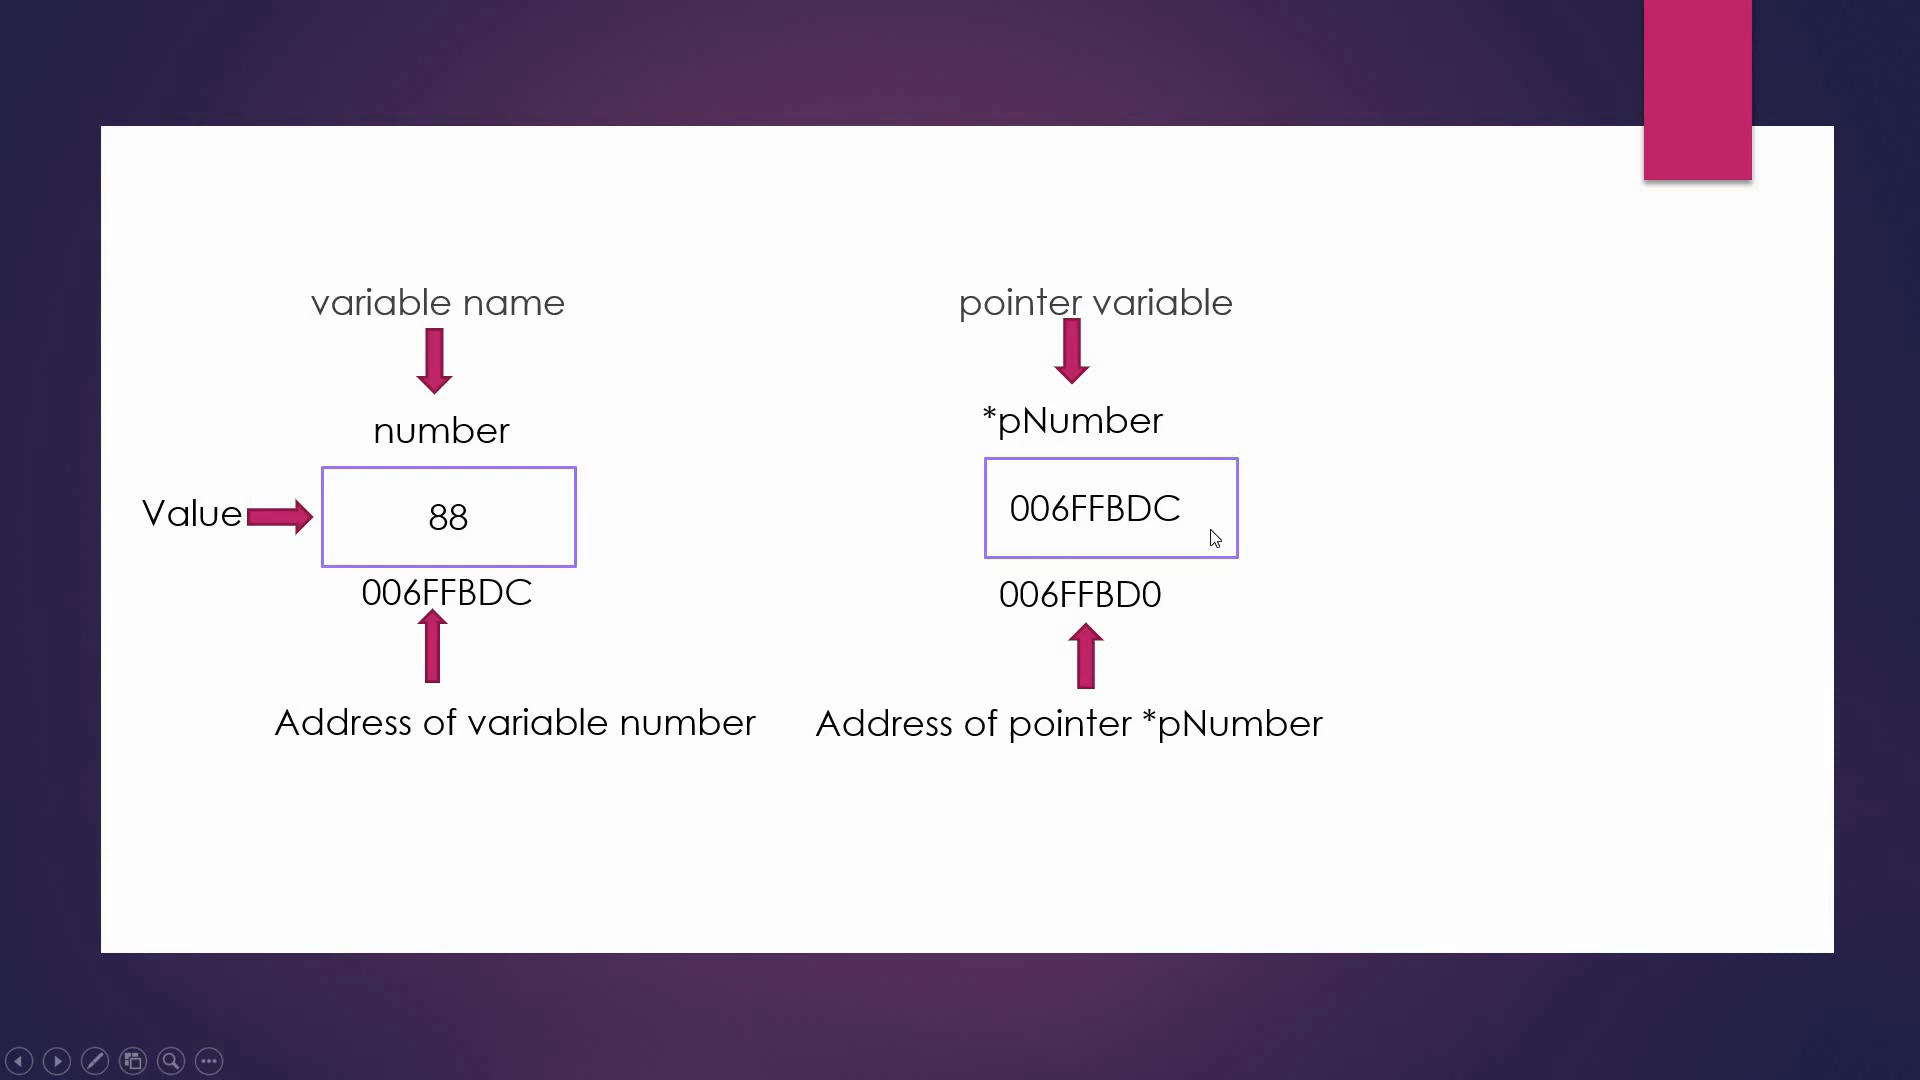 variable name
number
Value
88
006FFBDC
Address of variable number
pointer variable
*pNumber
006FFBDC
006FFBD0
Address of pointer *pNumber